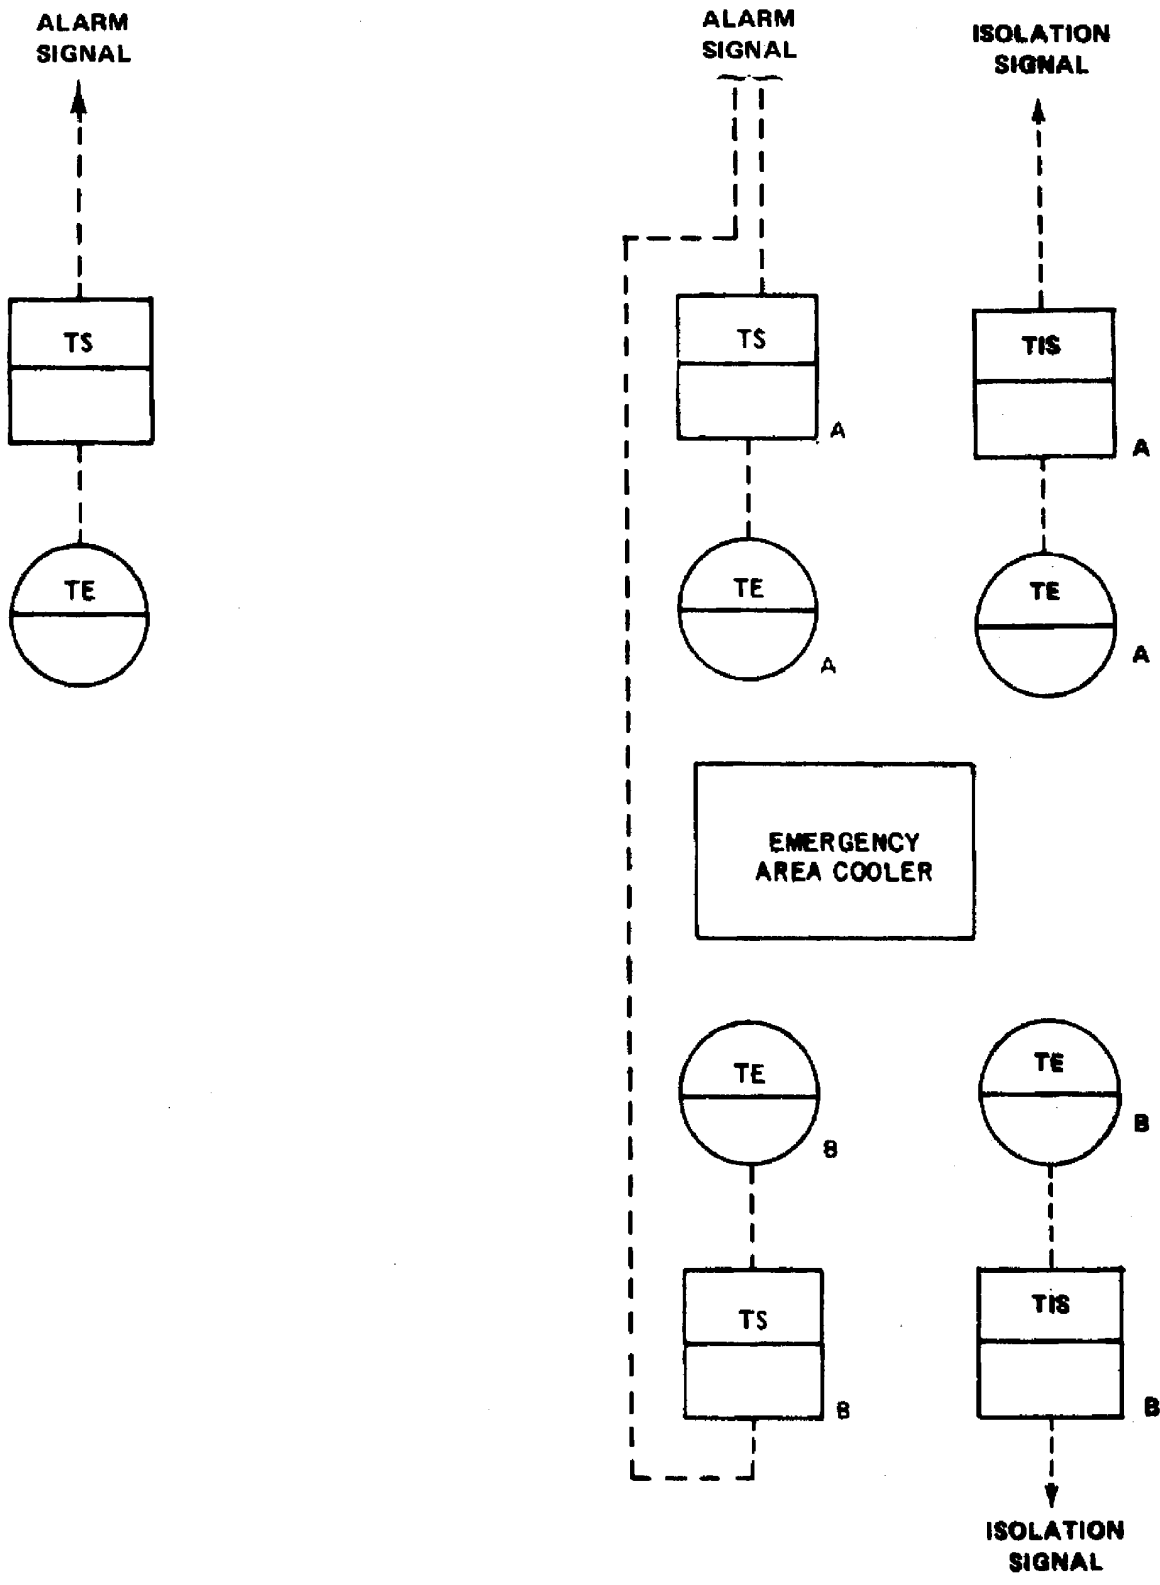 ALARM
SIGNAL
ALARM
SIGNAL
ISOLATION
SIGNAL
TS
TS
A
TIS
A
TE
TE
A
TE
A
EMERGENCY
AREA COOLER
TE
B
TE
B
TS
B
TIS
B
ISOLATION
SIGNAL